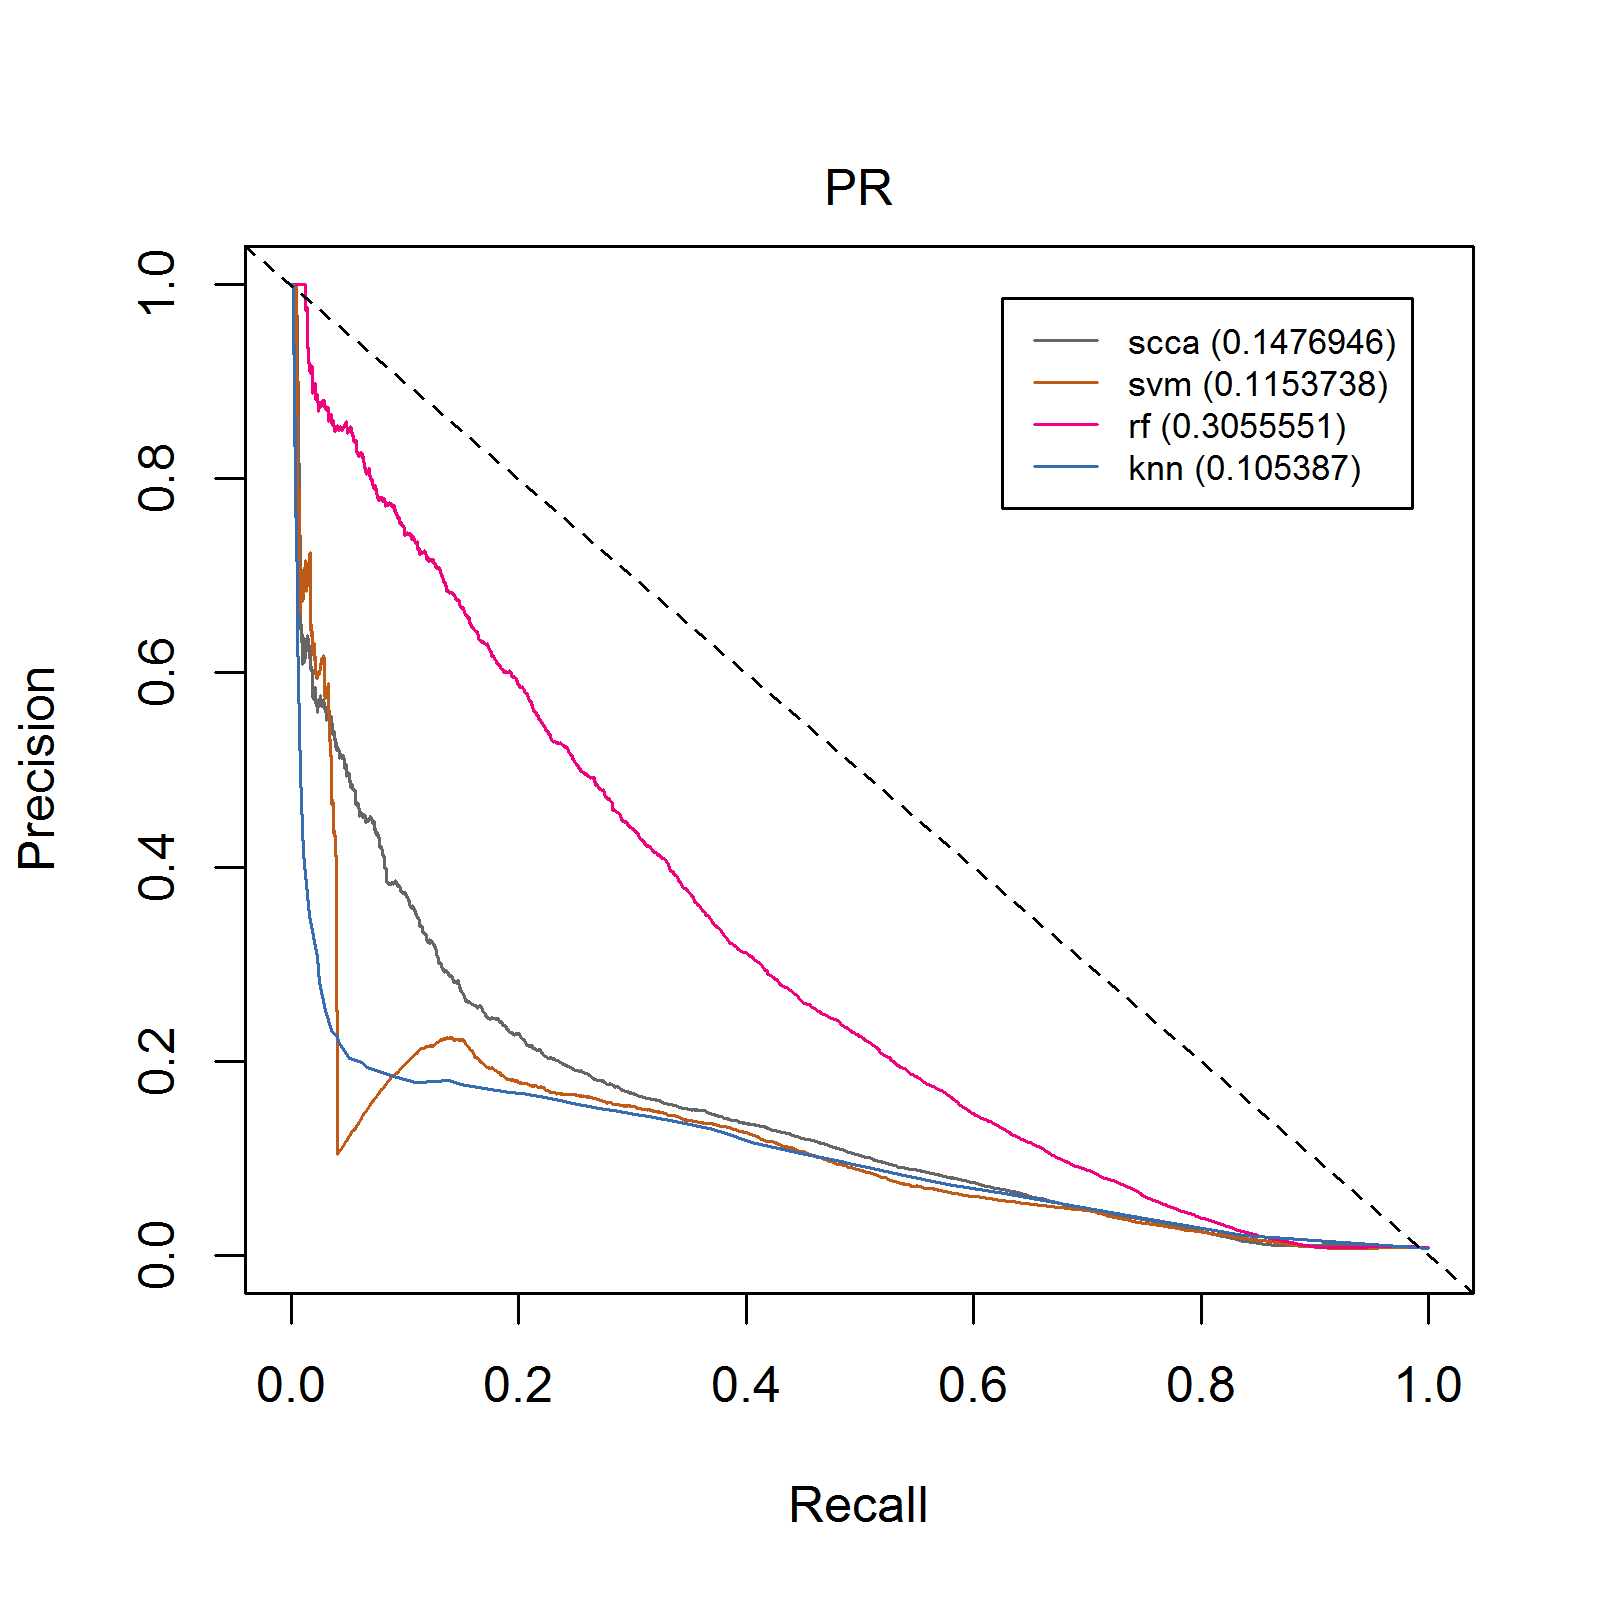 PR
Precision
1.0
0.8
0.6
0.4
0.2
0.0
scca (0.1476946)
svm (0.1153738)
rf (0.3055551)
knn (0.105387)
0.0 0.2 0.4 0.6 0.8 1.0
Recall